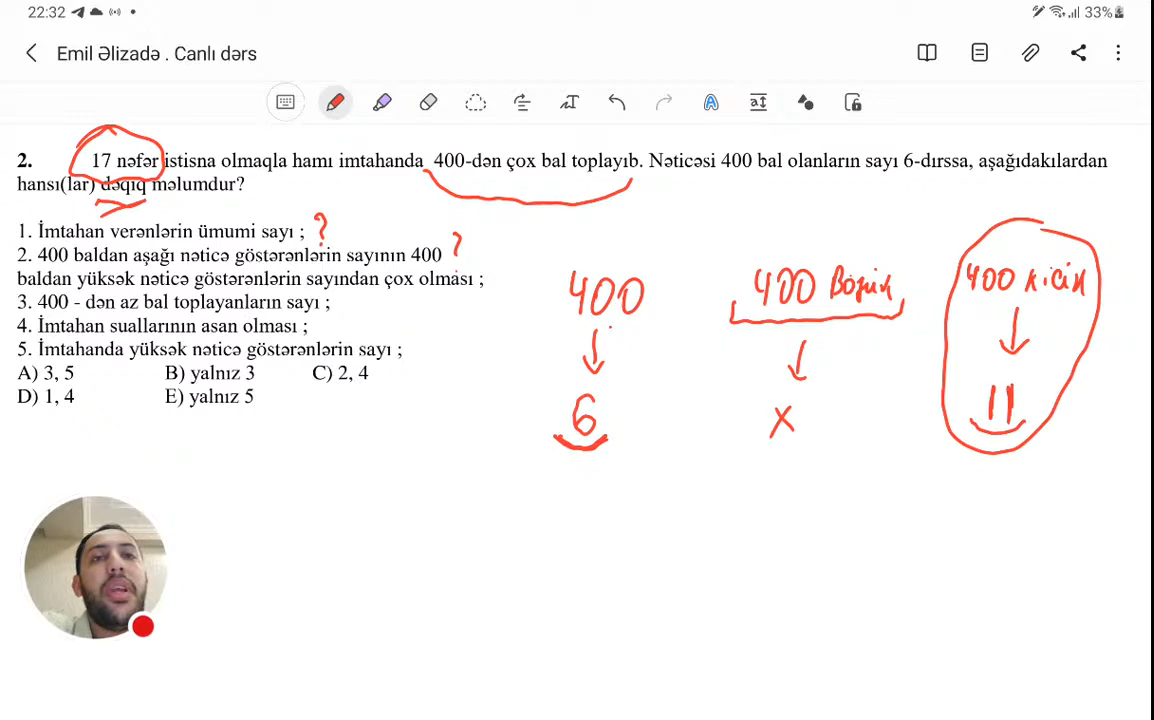 22:32
33%
Emil Əlizadə . Canlı dərs
2. 17 nəfər istisna olmaqla hamı imtahanda 400-dən çox bal toplayıb. Nəticəsi 400 bal olanların sayı 6-dırssa, aşağıdakılardan
hansı(lar) dəqiq məlumdur?
1. İmtahan verənlərin ümumi sayı ; ?
2. 400 baldan aşağı nəticə göstərənlərin sayının 400 ?
baldan yüksək nəticə göstərənlərin sayından çox olması ;
3. 400 - dən az bal toplayanların sayı ;
4. İmtahan suallarının asan olması ;
5. İmtahanda yüksək nəticə göstərənlərin sayı ;
A) 3, 5 B) yalnız 3 C) 2, 4
D) 1, 4 E) yalnız 5
400 400 Böyük 400 kiçik
6 x 11